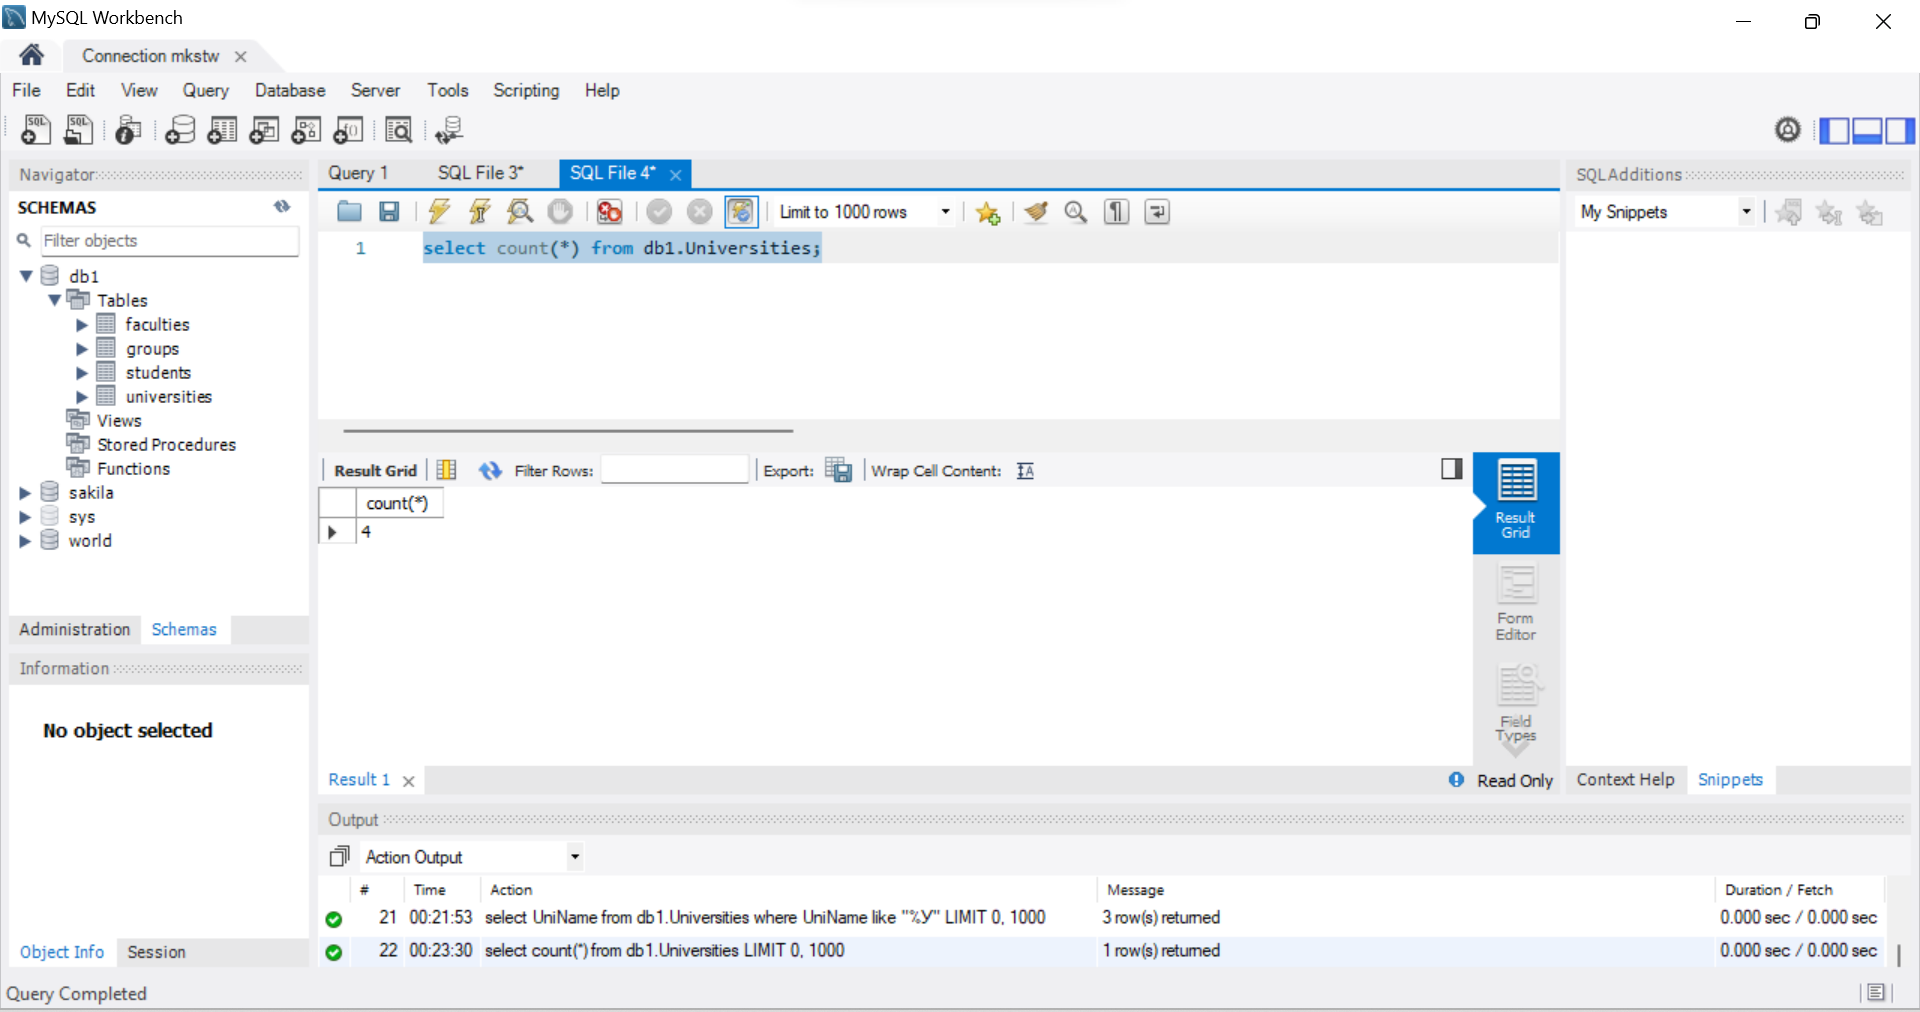 MySQL Workbench
Connection mkstw
File Edit View Query Database Server Tools Scripting Help
Navigator
SCHEMAS
Filter objects
db1
Tables
faculties
groups
students
universities
Views
Stored Procedures
Functions
sakila
sys
world
Administration Schemas
Information
No object selected
Object Info Session
Query 1 SQL File 3* SQL File 4*
Limit to 1000 rows
1 select count(*) from db1.Universities;
Result Grid Filter Rows: Export: Wrap Cell Content:
count(*)
4
Result
Grid
Form
Editor
Field
Types
Result 1
Read Only
SQLAdditions
My Snippets
Context Help Snippets
Output
Action Output
# Time Action Message Duration / Fetch
21 00:21:53 select UniName from db1.Universities where UniName like "%У" LIMIT 0, 1000 3 row(s) returned 0.000 sec / 0.000 sec
22 00:23:30 select count(*) from db1.Universities LIMIT 0, 1000 1 row(s) returned 0.000 sec / 0.000 sec
Query Completed